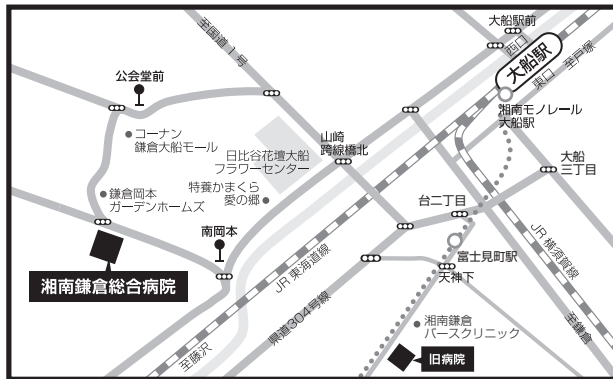 大船駅前
西口
大船駅
東口
至戸塚
至国道1号
公会堂前
湘南モノレール
大船駅
コーナン
鎌倉大船モール
山崎
跨線橋北
日比谷花壇大船
フラワーセンター
大船
三丁目
特養かまくら
愛の郷
鎌倉岡本
ガーデンホームズ
台二丁目
南岡本
JR東海道線
富士見町駅
JR横須賀線
湘南鎌倉総合病院
天神下
県道304号線
至藤沢
至鎌倉
湘南鎌倉
バースクリニック
旧病院